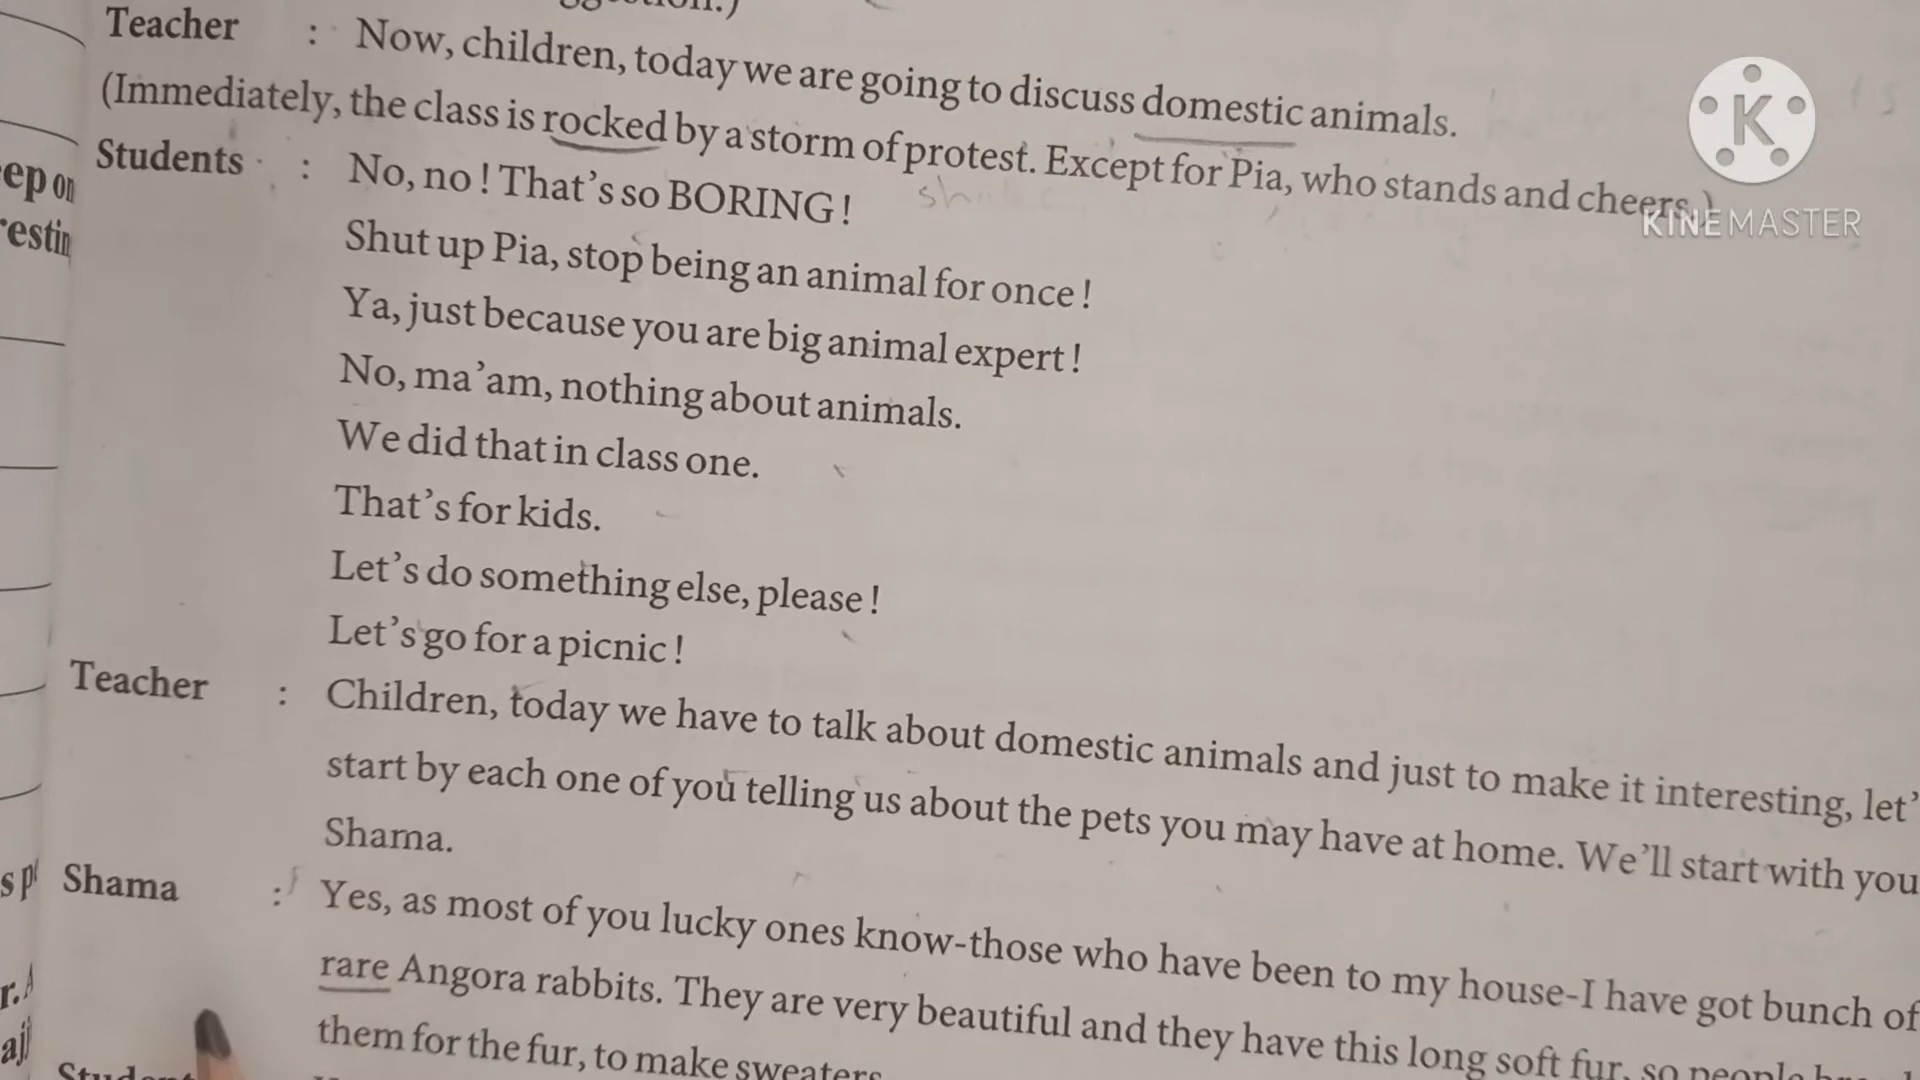 Teacher : Now, children, today we are going to discuss domestic animals.
(Immediately, the class is rocked by a storm of protest. Except for Pia, who stands and cheers.)
Students : No, no ! That's so BORING !
Shut up Pia, stop being an animal for once !
Ya, just because you are big animal expert !
No, ma'am, nothing about animals.
We did that in class one.
That's for kids.
Let's do something else, please !
Let's go for a picnic !
Teacher : Children, today we have to talk about domestic animals and just to make it interesting, let'
start by each one of you telling us about the pets you may have at home. We'll start with you
Shama.
Shama : Yes, as most of you lucky ones know-those who have been to my house-I have got bunch of
rare Angora rabbits. They are very beautiful and they have this long soft fur, so people
them for the fur, to make sweaters
K
KINEMASTER